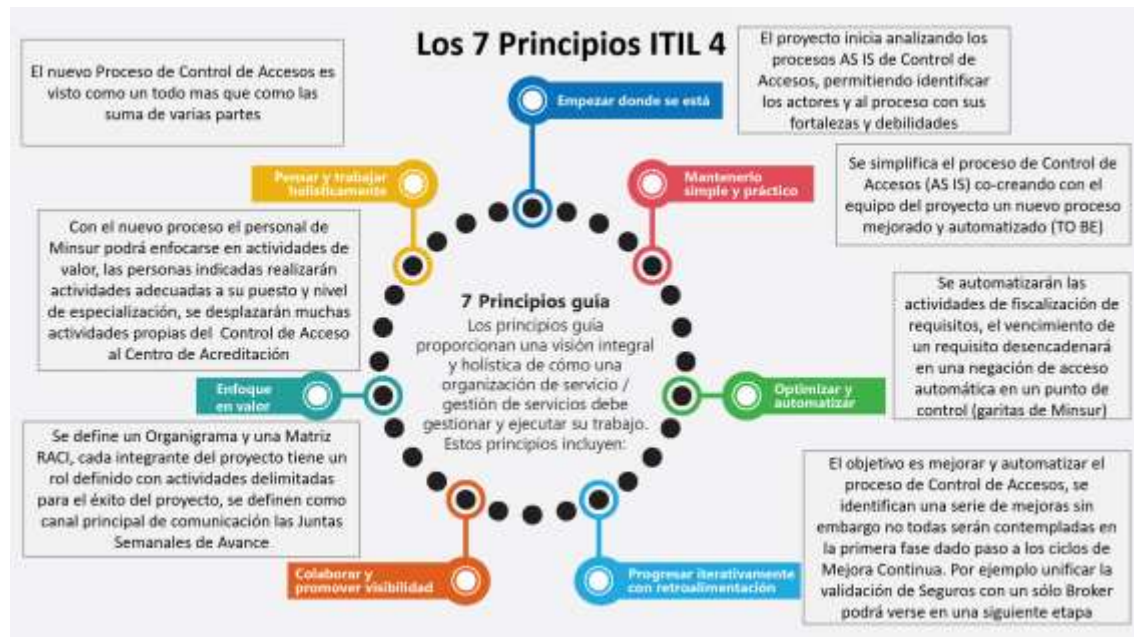 Los 7 Principios ITIL 4
El nuevo Proceso de Control de Accesos es
visto como un todo mas que como las
suma de varias partes
El proyecto inicia analizando los
procesos AS IS de Control de
Accesos, permitiendo identificar
los actores y al proceso con sus
fortalezas y debilidades
Empezar donde se está
Pensar y trabajar
holísticamente
Mantenerlo
simple y práctico
Se simplifica el proceso de Control de
Accesos (AS IS) co-creando con el
equipo del proyecto un nuevo proceso
mejorado y automatizado (TO BE)
Con el nuevo proceso el personal de
Minsur podrá enfocarse en actividades de
valor, las personas indicadas realizarán
actividades adecuadas a su puesto y nivel
de especialización, se desplazarán muchas
actividades propias del Control de Acceso
al Centro de Acreditación
7 Principios guía
Los principios guía
proporcionan una visión integral
y holística de cómo una
organización de servicio /
gestión de servicios debe
gestionar y ejecutar su trabajo.
Estos principios incluyen:
Se automatizarán las
actividades de fiscalización de
requisitos, el vencimiento de
un requisito desencadenará
en una negación de acceso
automática en un punto de
control (garitas de Minsur)
Enfoque
en valor
Optimizar y
automatizar
Se define un Organigrama y una Matriz
RACI, cada integrante del proyecto tiene un
rol definido con actividades delimitadas
para el éxito del proyecto, se definen como
canal principal de comunicación las Juntas
Semanales de Avance
El objetivo es mejorar y automatizar el
proceso de Control de Accesos, se
identifican una serie de mejoras sin
embargo no todas serán contempladas en
la primera fase dado paso a los ciclos de
Mejora Continua. Por ejemplo unificar la
validación de Seguros con un sólo Broker
podrá verse en una siguiente etapa
Colaborar y
promover visibilidad
Progresar iterativamente
con retroalimentación